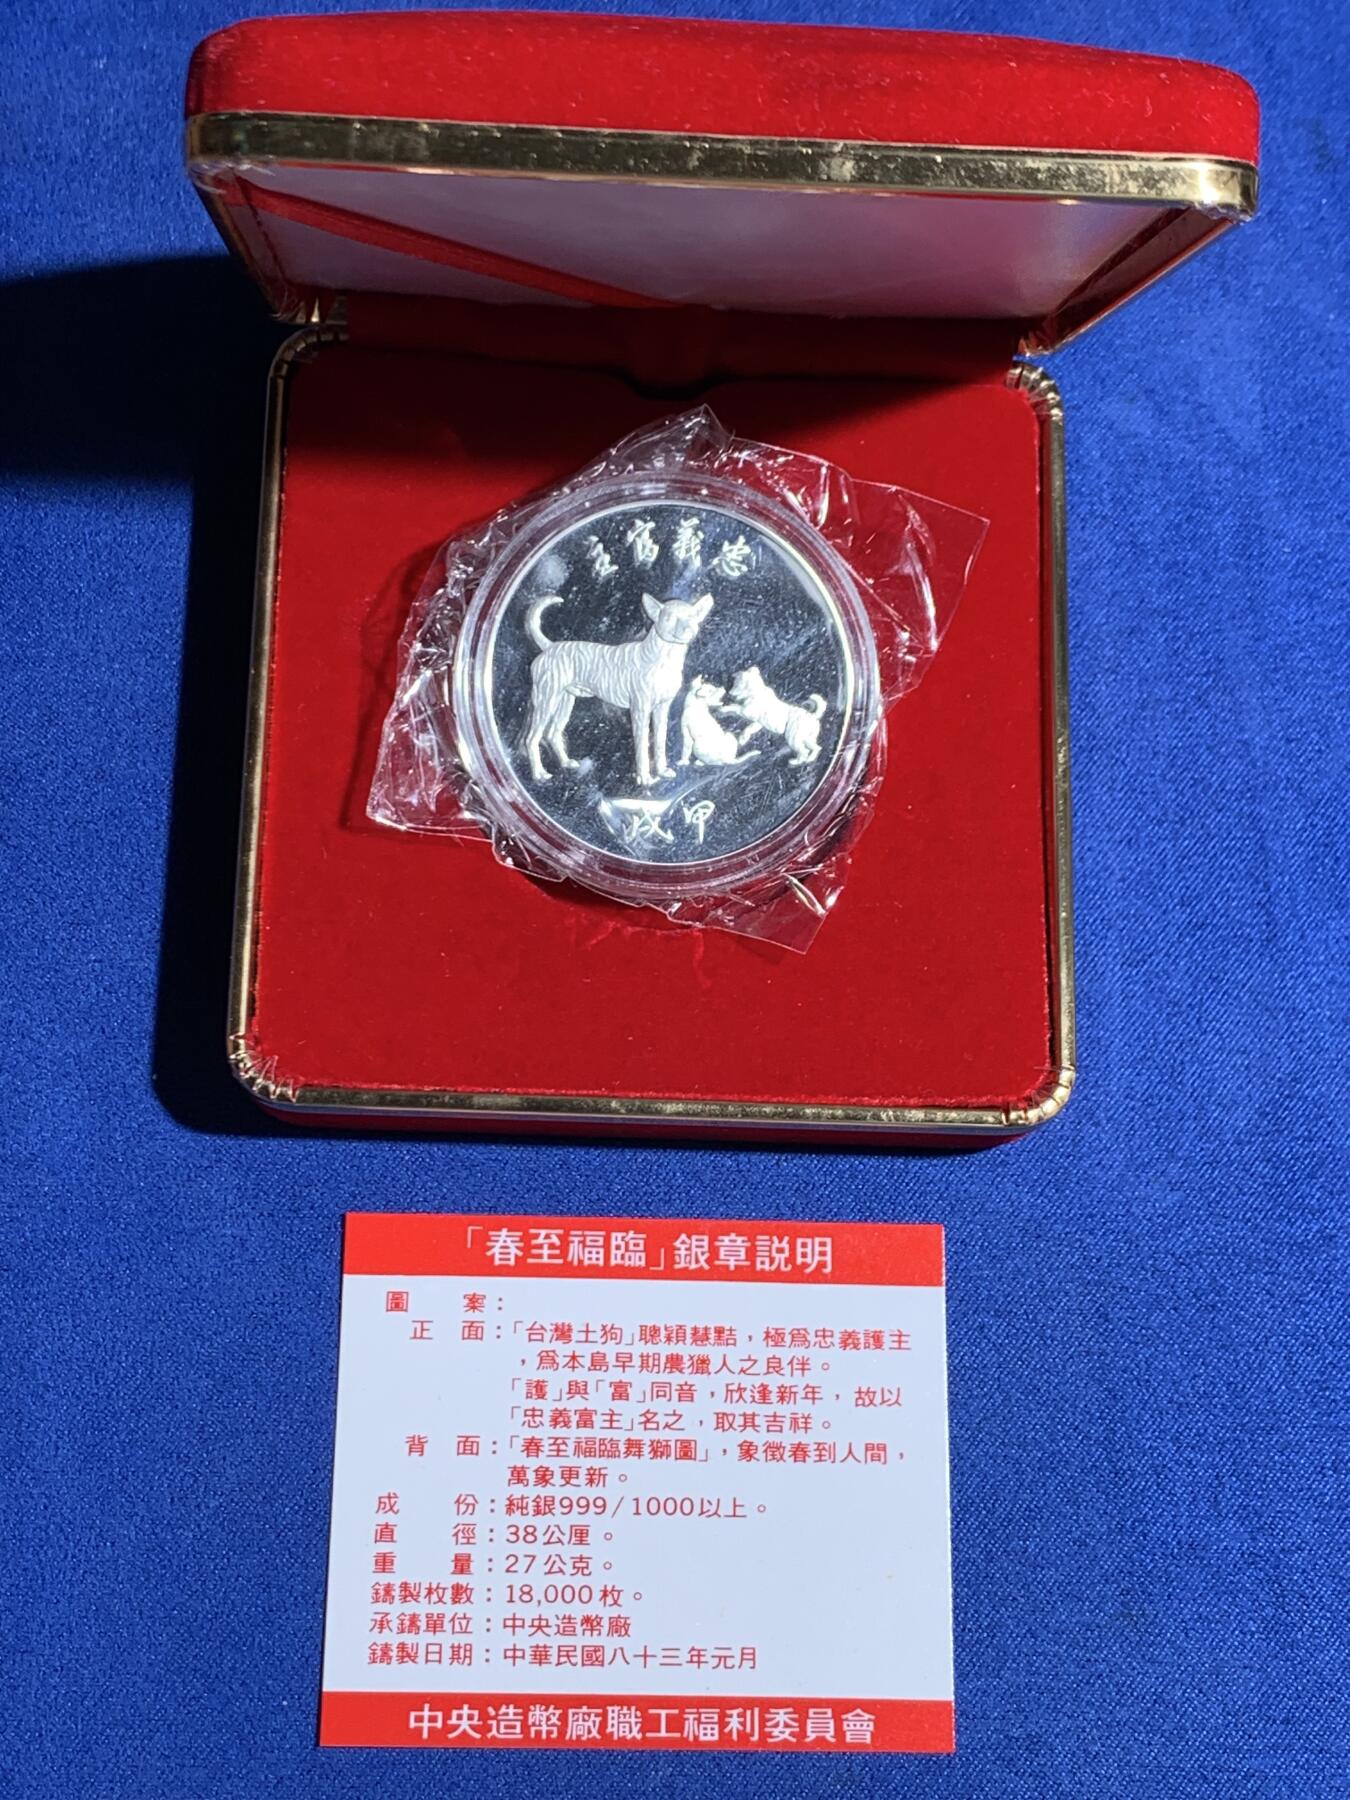 主富義忠
戌甲
「春至福臨」銀章説明
圖　案：
正　面：「台灣土狗」聰穎慧黠，極爲忠義護主
，爲本島早期農獵人之良伴。
「護」與「富」同音，欣逢新年，故以
「忠義富主」名之，取其吉祥。
背　面：「春至福臨舞獅圖」，象徵春到人間，
萬象更新。
成　份：純銀999/1000以上。
直　徑：38公厘。
重　量：27公克。
鑄製枚數：18,000枚。
承鑄單位：中央造幣廠
鑄製日期：中華民國八十三年元月
中央造幣廠職工福利委員會